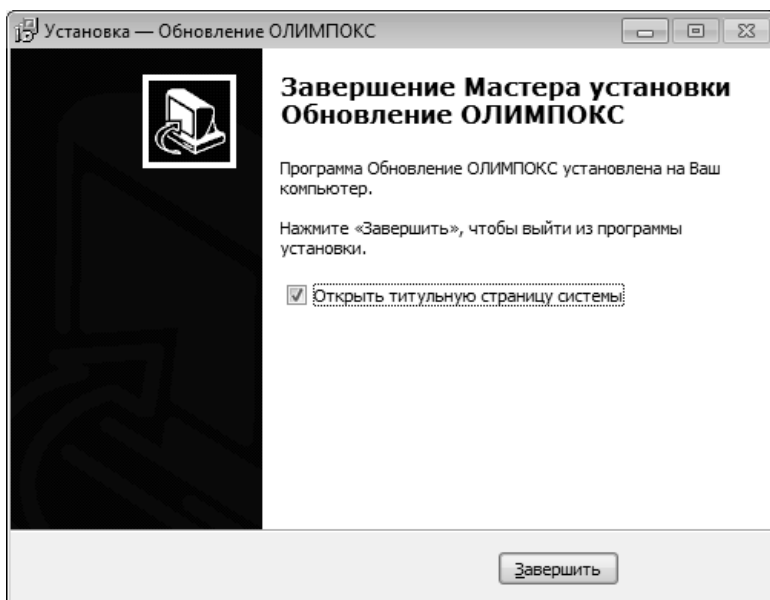 Установка — Обновление ОЛИМПОКС
Завершение Мастера установки
Обновление ОЛИМПОКС
Программа Обновление ОЛИМПОКС установлена на Ваш
компьютер.
Нажмите «Завершить», чтобы выйти из программы
установки.
Открыть титульную страницу системы
Завершить